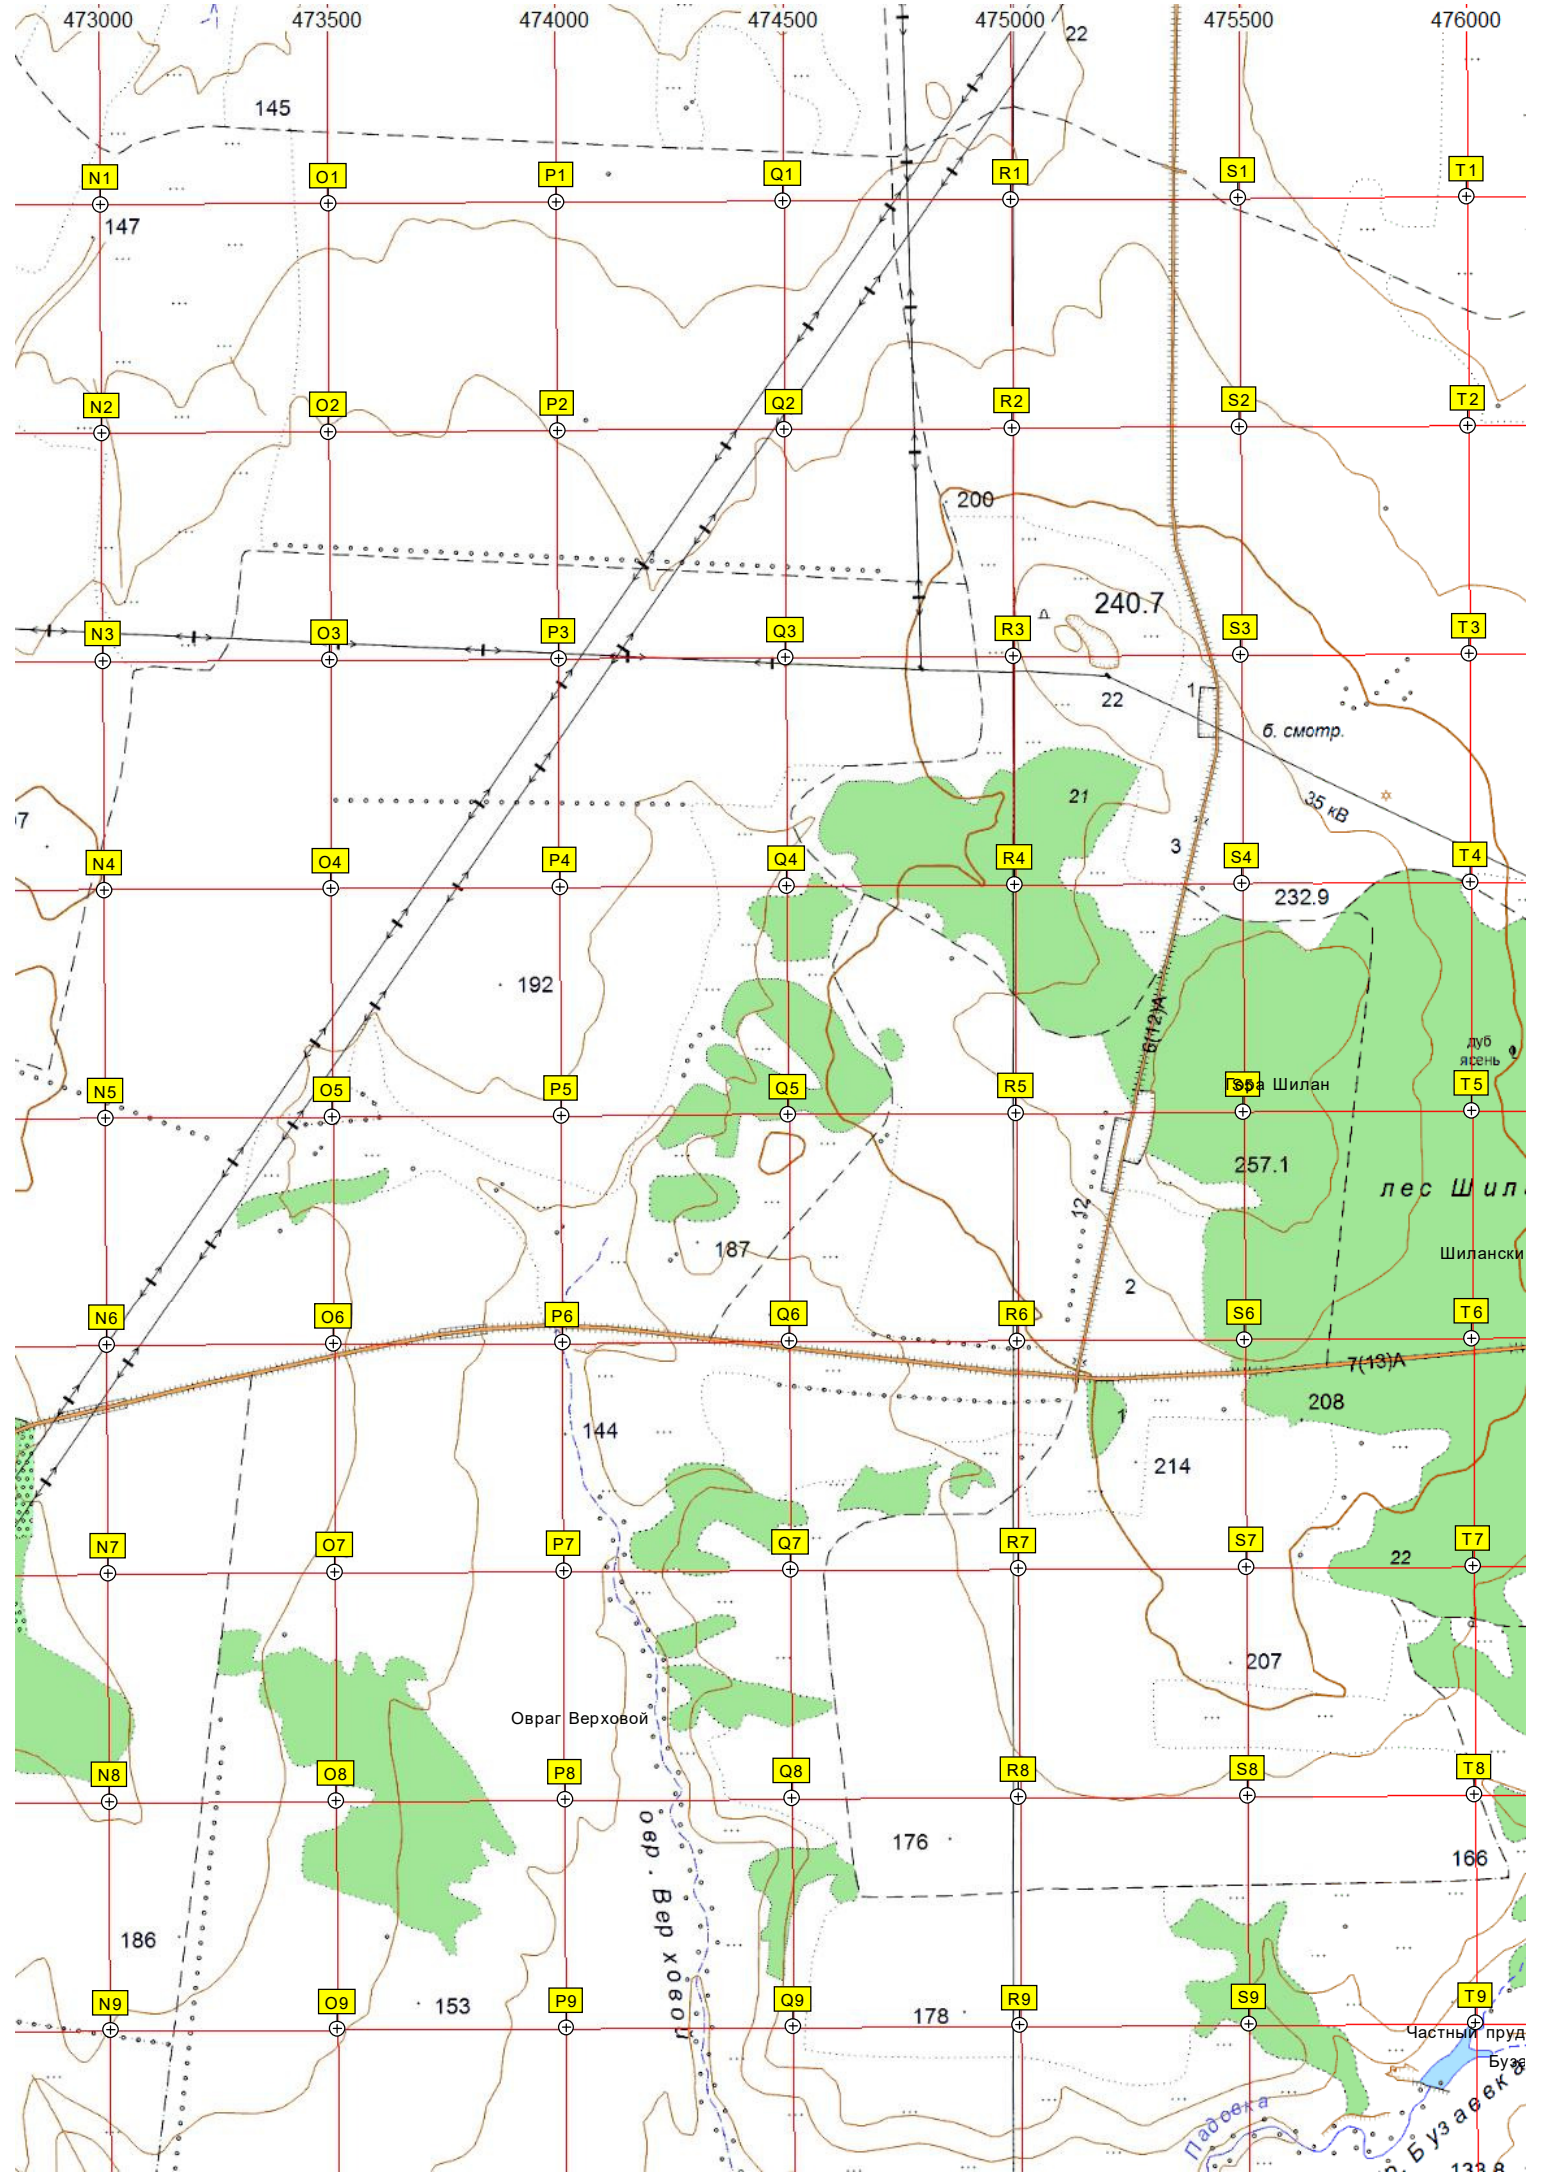 473000 473500 474000 474500 475000 475500 476000
22
145
N1 O1 P1 Q1 R1 S1 T1
147
N2 O2 P2 Q2 R2 S2 T2
200
240.7
N3 O3 P3 Q3 R3 S3 T3
1
22
б. смотр.
21
35 кВ
3
N4 O4 P4 Q4 R4 S4 T4
232.9
192
6(12)А
дуб
ясень
N5 O5 P5 Q5 R5 S5 T5
Гора Шилан
257.1
лес Шил
12
187
Шилански
2
N6 O6 P6 Q6 R6 S6 T6
7(13)А
208
1
144
214
N7 O7 P7 Q7 R7 S7 T7
22
207
Овраг Верховой
N8 O8 P8 Q8 R8 S8 T8
овр. Верховой
176
166
186
N9 O9 P9 Q9 R9 S9 T9
153
178
Частный пруд
Буза
Падовка
р. Бузаевка
133.8